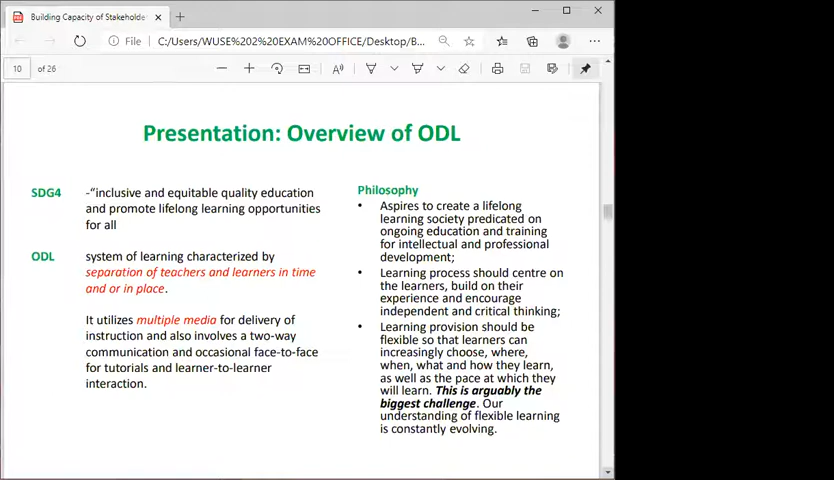 Building Capacity of Stakeholde
File
C:/Users/WUSE%202%20EXAM%20OFFICE/Desktop/B...
10 of 26
Presentation: Overview of ODL
SDG4 -“inclusive and equitable quality education
and promote lifelong learning opportunities
for all
ODL system of learning characterized by
separation of teachers and learners in time
and or in place.
It utilizes multiple media for delivery of
instruction and also involves a two-way
communication and occasional face-to-face
for tutorials and learner-to-learner
interaction.
Philosophy
• Aspires to create a lifelong
learning society predicated on
ongoing education and training
for intellectual and professional
development;
• Learning process should centre on
the learners, build on their
experience and encourage
independent and critical thinking;
• Learning provision should be
flexible so that learners can
increasingly choose, where,
when, what and how they learn,
as well as the pace at which they
will learn. This is arguably the
biggest challenge. Our
understanding of flexible learning
is constantly evolving.